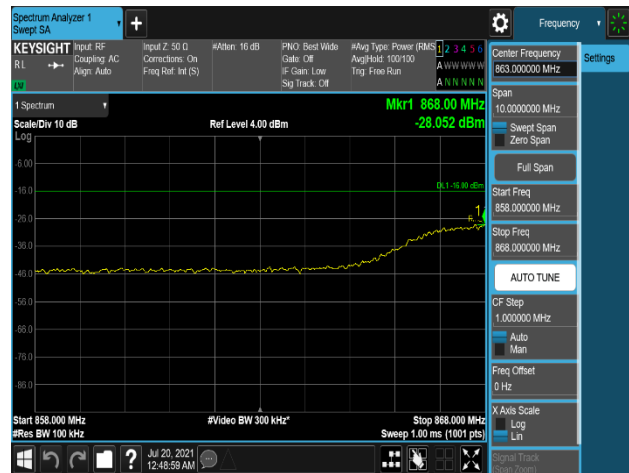 Spectrum Analyzer 1
Swept SA
Frequency
KEYSIGHT
RL
Input: RF
Coupling: AC
Align: Auto
Input Z: 50 Ω
Corrections: On
Freq Ref: Int (S)
#Atten: 16 dB
PNO: Best Wide
Gate: Off
IF Gain: Low
Sig Track: Off
#Avg Type: Power (RMS
Avg|Hold: 100/100
Trig: Free Run
1 2 3 4 5 6
A W W W W W
A N N N N N
Settings
Center Frequency
863.000000 MHz
Span
10.0000000 MHz
Swept Span
Zero Span
Full Span
Start Freq
858.000000 MHz
Stop Freq
868.000000 MHz
AUTO TUNE
CF Step
1.000000 MHz
Auto
Man
Freq Offset
0 Hz
X Axis Scale
Log
Lin
Signal Track
(Span Zoom)
1 Spectrum
Scale/Div 10 dB
Ref Level 4.00 dBm
Mkr1 868.00 MHz
-28.052 dBm
Log
-6.00
-16.0
-26.0
-36.0
-46.0
-56.0
-66.0
-76.0
-86.0
DL1 -16.00 dBm
1
Start 858.000 MHz
#Res BW 100 kHz
#Video BW 300 kHz*
Stop 868.000 MHz
Sweep 1.00 ms (1001 pts)
?
Jul 20, 2021
12:48:59 AM